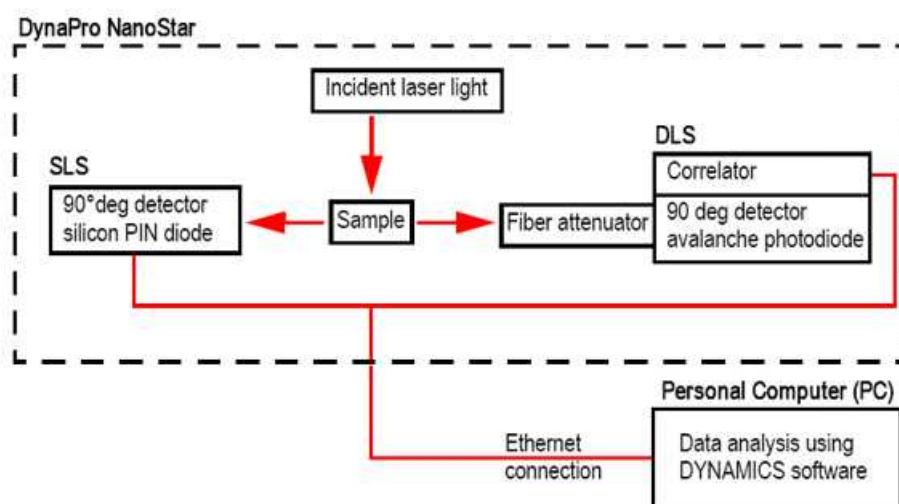 DynaPro NanoStar
Incident laser light
SLS
90°deg detector
silicon PIN diode
Sample
Fiber attenuator
DLS
Correlator
90 deg detector
avalanche photodiode
Ethernet
connection
Personal Computer (PC)
Data analysis using
DYNAMICS software